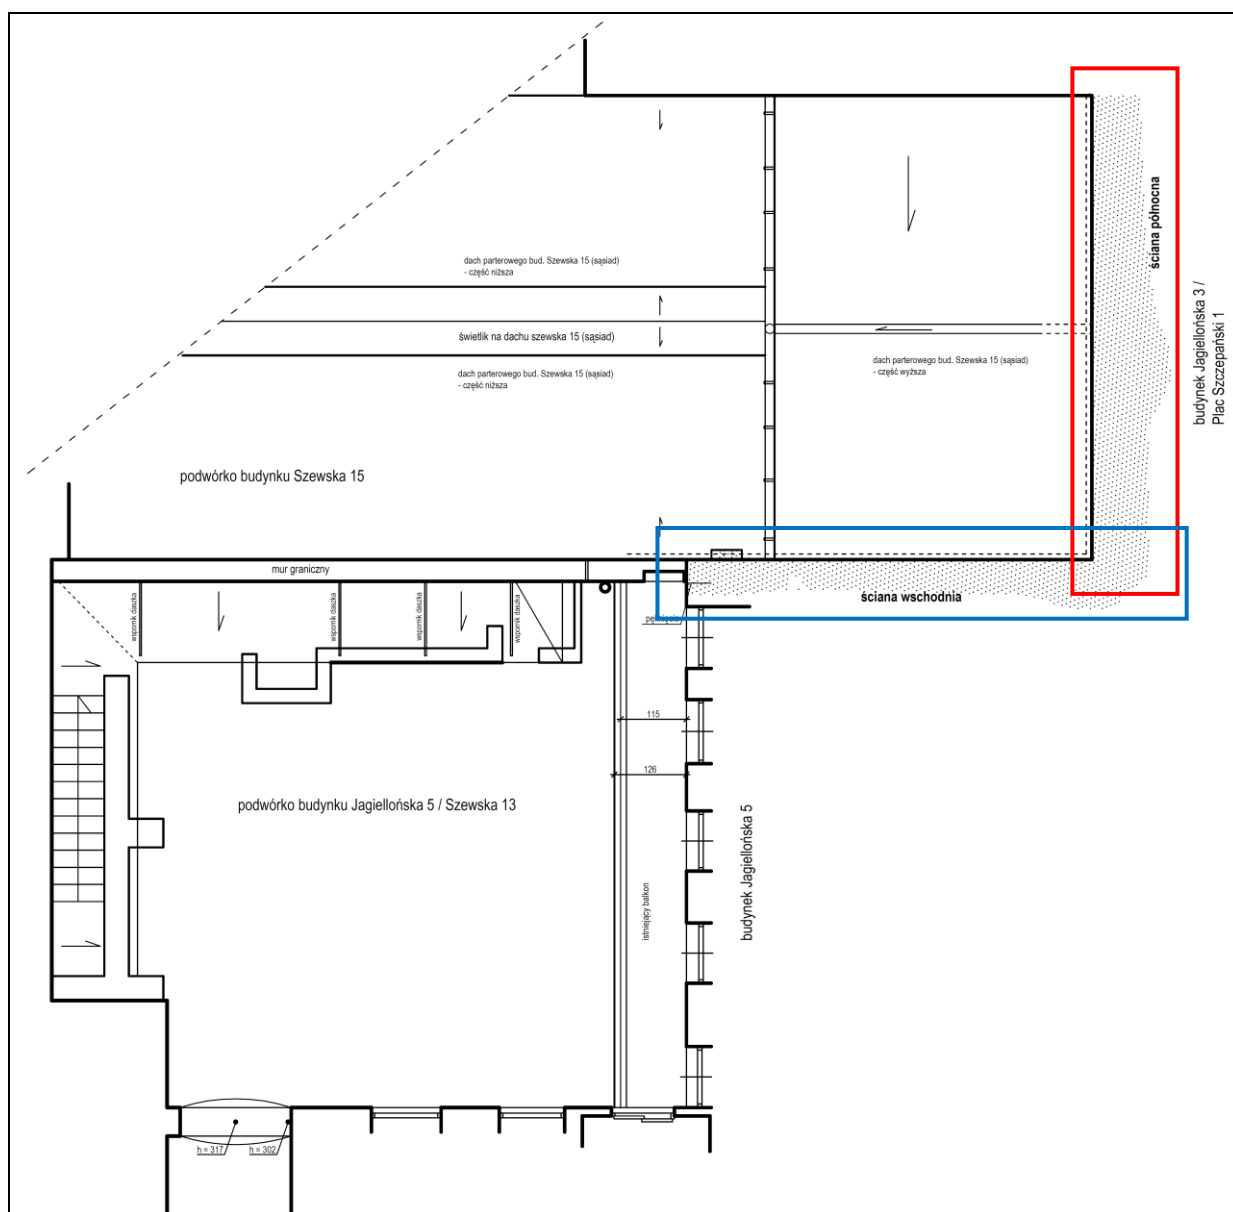 ściana północna
budynek Jagiellońska 3 /
Plac Szczepański 1
dach parterowego bud. Szewska 15 (sąsiad)
- część niższa
świetlik na dachu szewska 15 (sąsiad)
dach parterowego bud. Szewska 15 (sąsiad)
- część niższa
dach parterowego bud. Szewska 15 (sąsiad)
- część wyższa
podwórko budynku Szewska 15
mur graniczny
ściana wschodnia
wspornik daszka
wspornik daszka
wspornik daszka
wspornik daszka
115
126
podwórko budynku Jagiellońska 5 / Szewska 13
budynek Jagiellońska 5
istniejący balkon
h = 317
h = 302